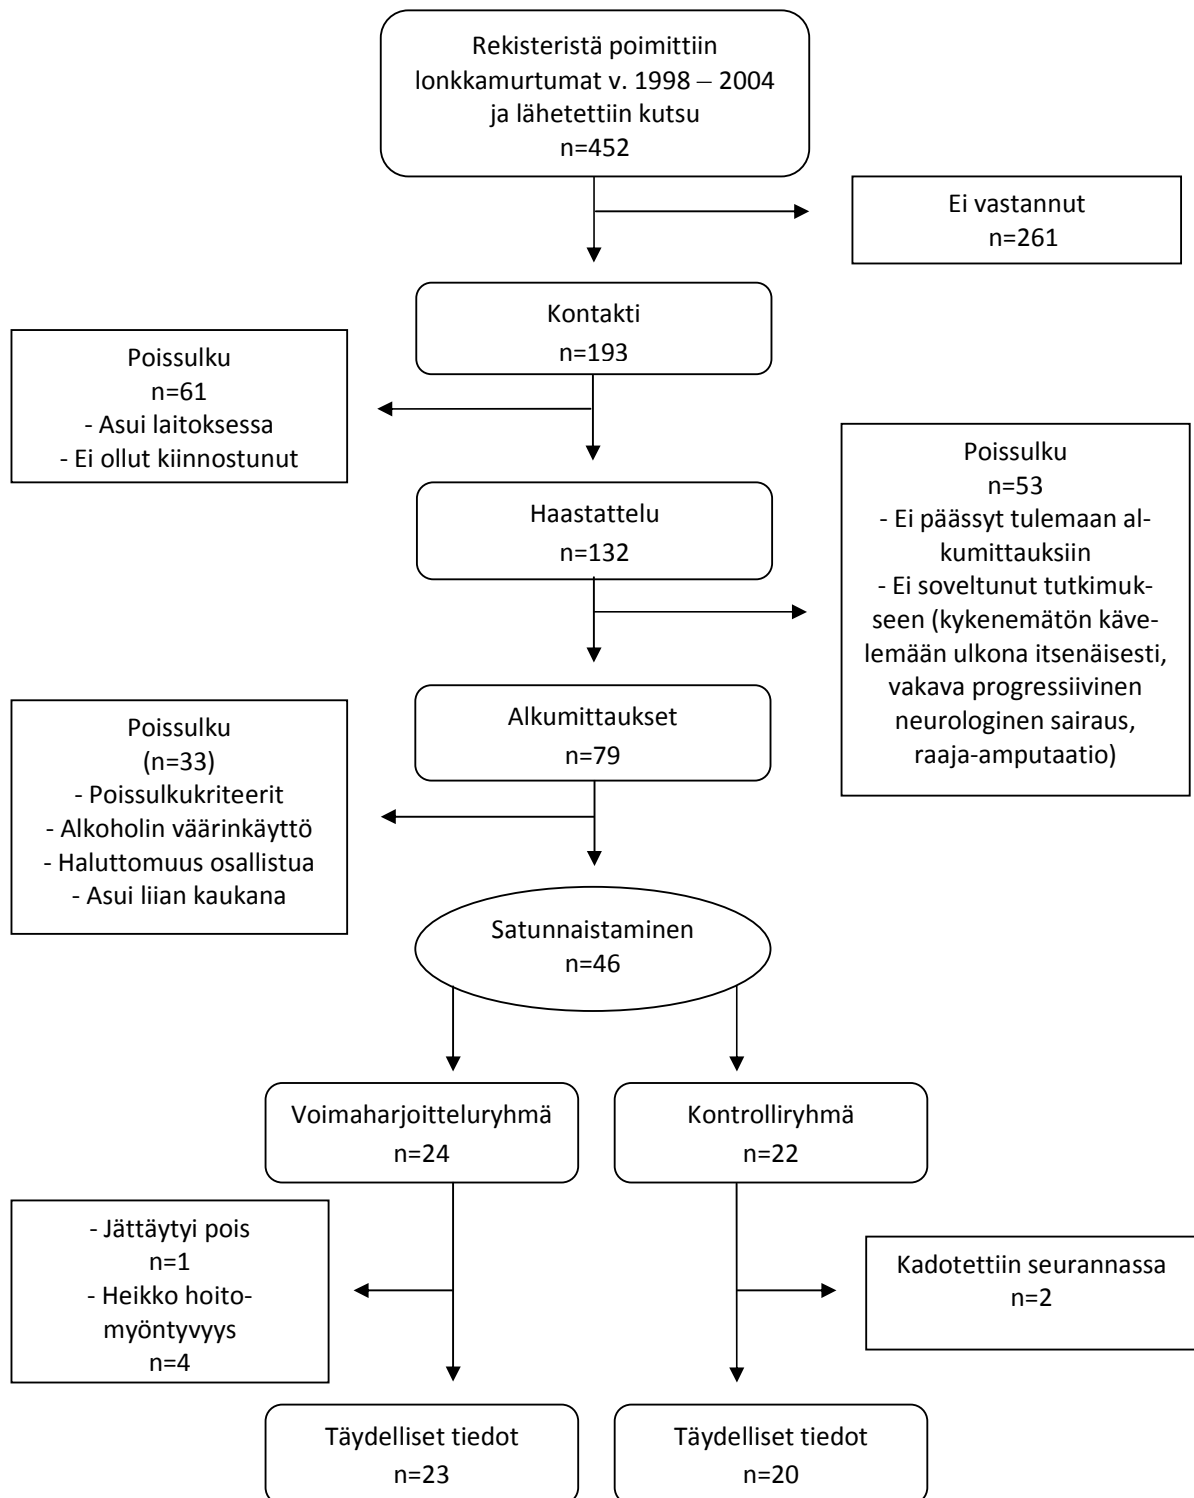 Rekisteristä poimittiin
lonkkamurtumat v. 1998 – 2004
ja lähetettiin kutsu
n=452
Ei vastannut
n=261
Kontakti
n=193
Poissulku
n=61
- Asui laitoksessa
- Ei ollut kiinnostunut
Haastattelu
n=132
Poissulku
n=53
- Ei päässyt tulemaan al-
kumittauksiin
- Ei soveltunut tutkimuk-
seen (kykenemätön käve-
lemään ulkona itsenäisesti,
vakava progressiivinen
neurologinen sairaus,
raaja-amputaatio)
Alkumittaukset
n=79
Poissulku
(n=33)
- Poissulkukriteerit
- Alkoholin väärinkäyttö
- Haluttomuus osallistua
- Asui liian kaukana
Satunnaistaminen
n=46
Voimaharjoitteluryhmä
n=24
Kontrolliryhmä
n=22
- Jättäytyi pois
n=1
- Heikko hoito-
myöntyvyys
n=4
Kadotettiin seurannassa
n=2
Täydelliset tiedot
n=23
Täydelliset tiedot
n=20